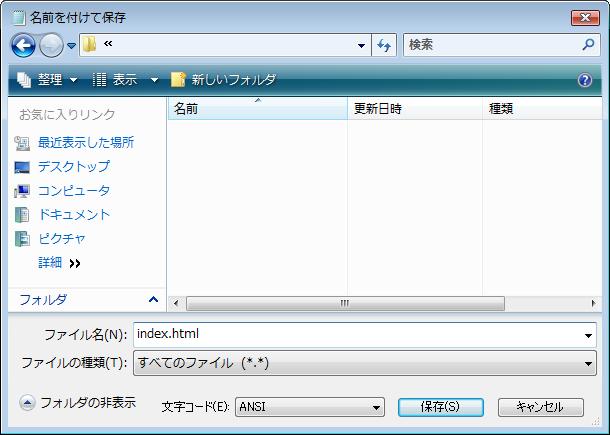 名前を付けて保存
«
検索
整理 表示 新しいフォルダ
お気に入りリンク
名前 更新日時 種類
最近表示した場所
デスクトップ
コンピュータ
ドキュメント
ピクチャ
詳細 »
フォルダ
ファイル名(N): index.html
ファイルの種類(T): すべてのファイル (*.*)
フォルダの非表示 文字コード(E): ANSI 保存(S) キャンセル